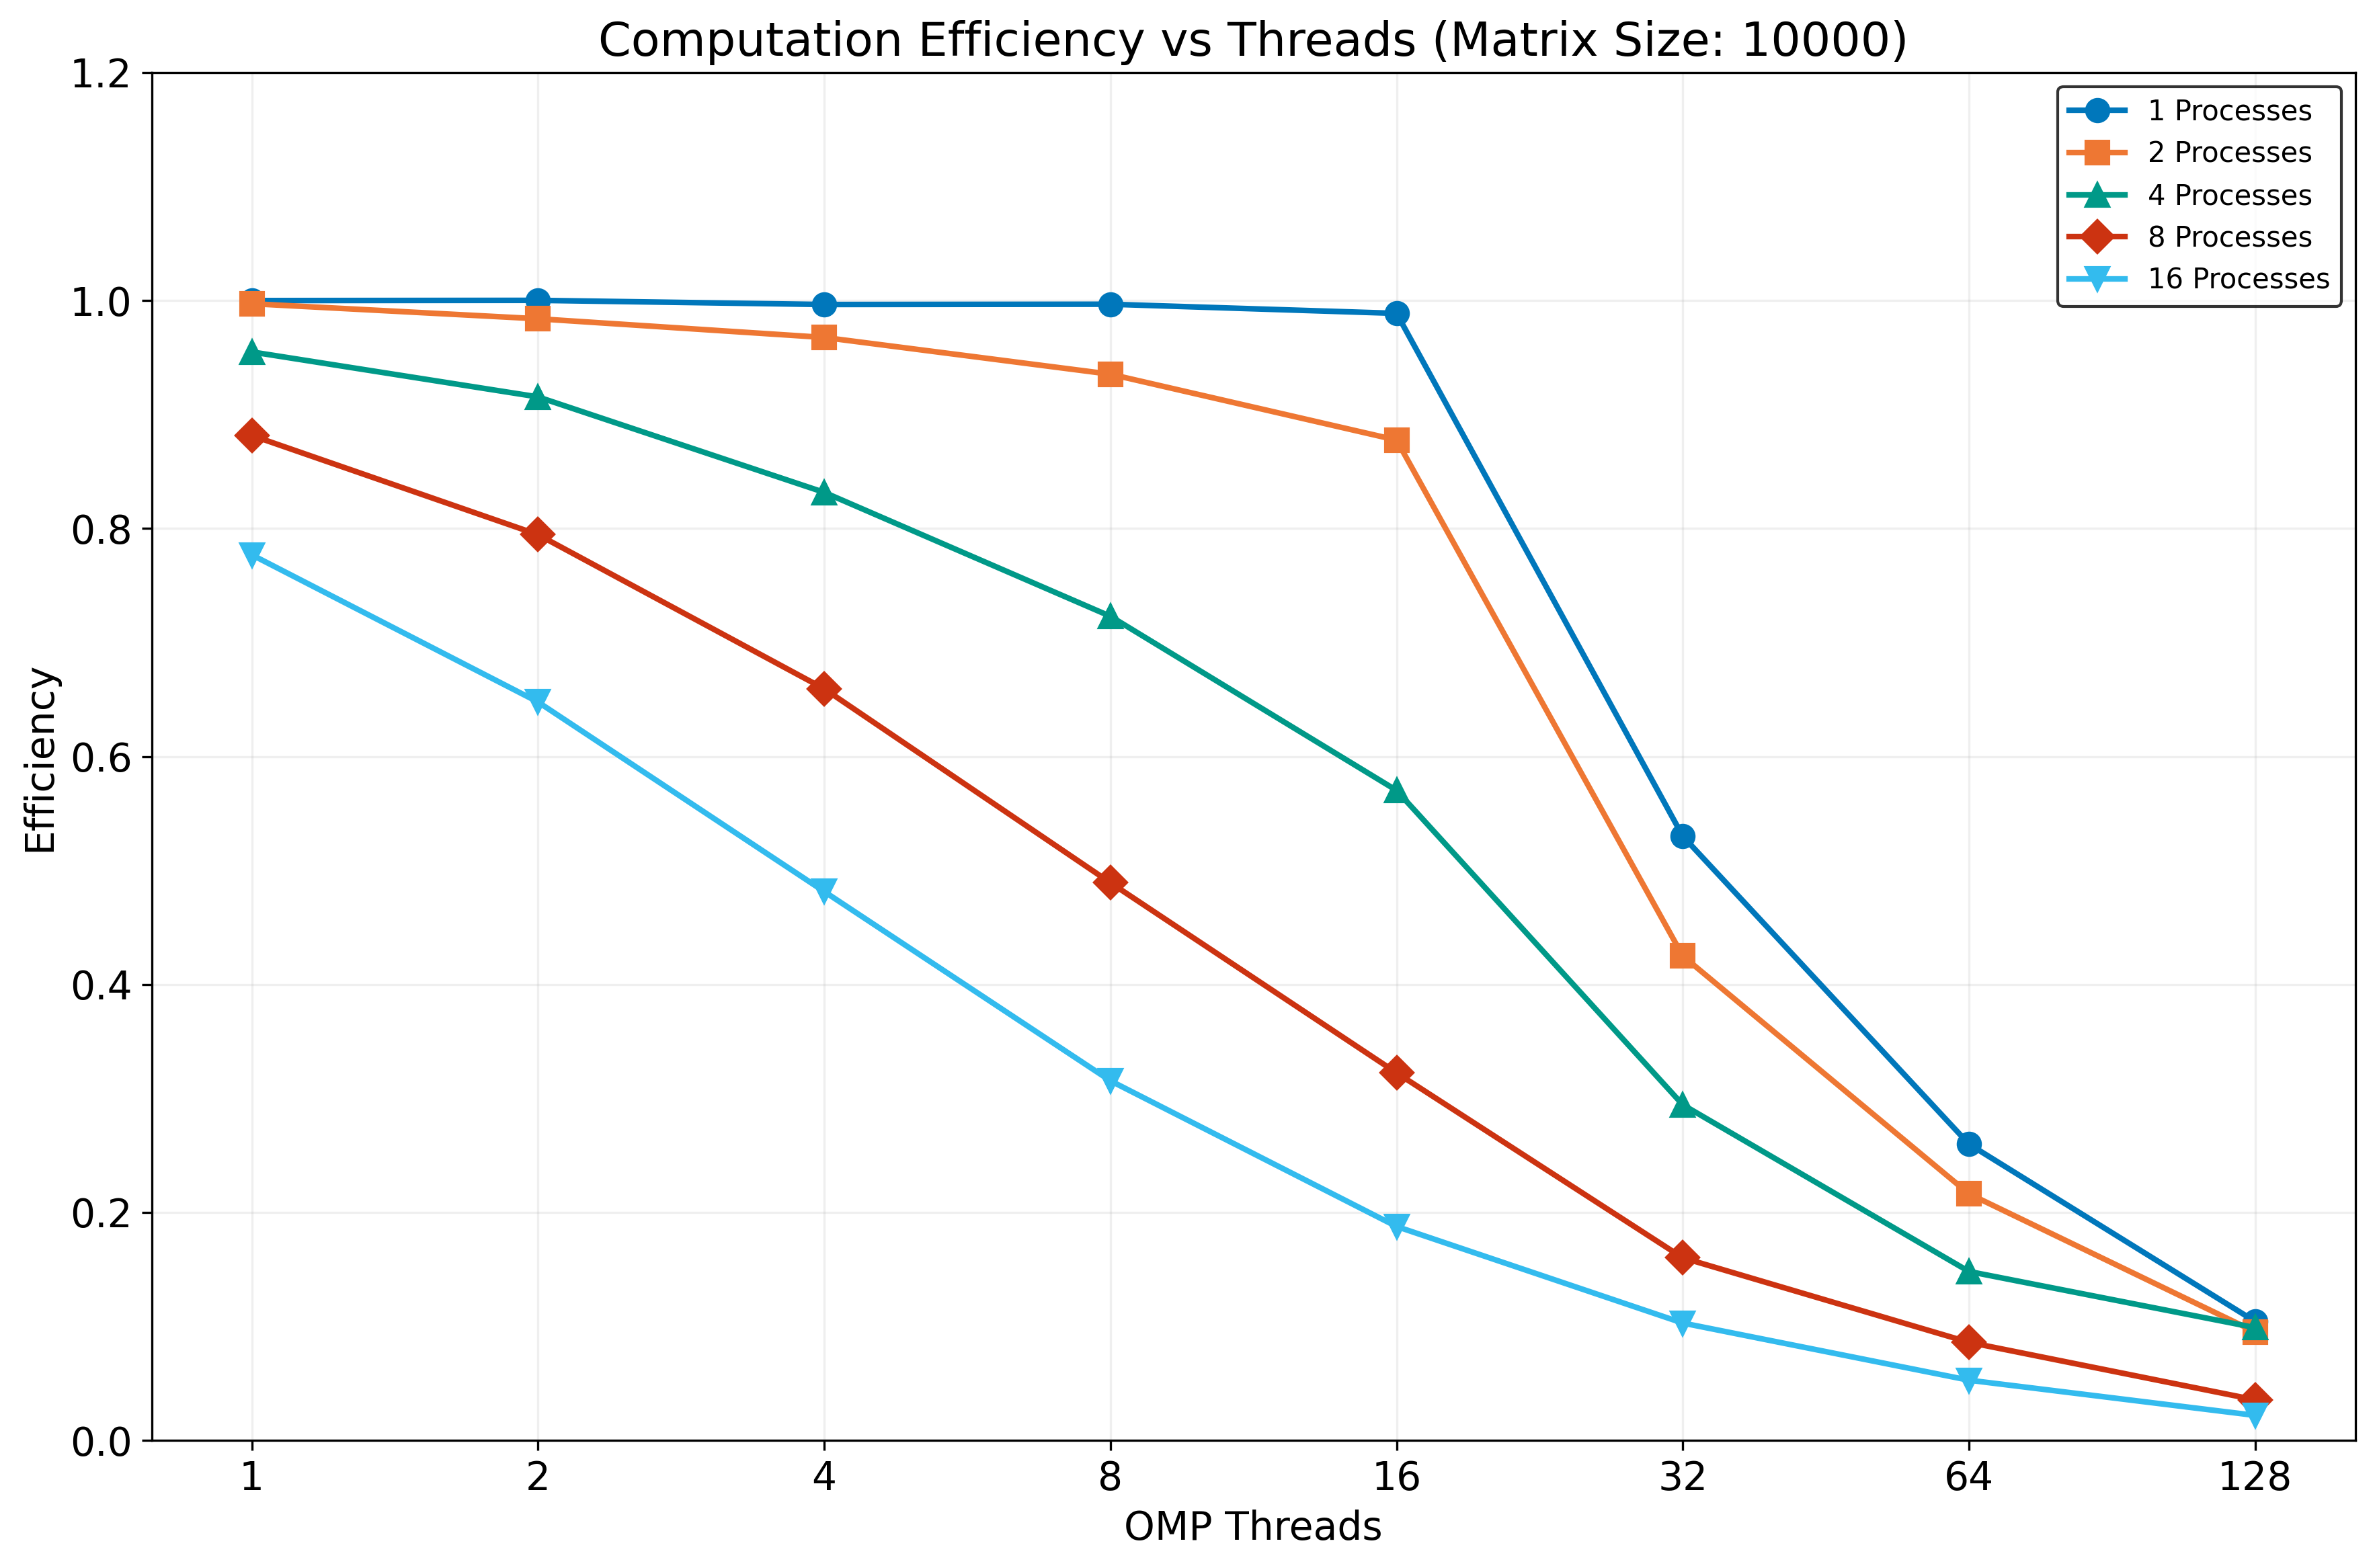 Computation Efficiency vs Threads (Matrix Size: 10000)
1.2
1.0
0.8
0.6
0.4
0.2
0.0
Efficiency
1 Processes
2 Processes
4 Processes
8 Processes
16 Processes
1 2 4 8 16 32 64 128
OMP Threads